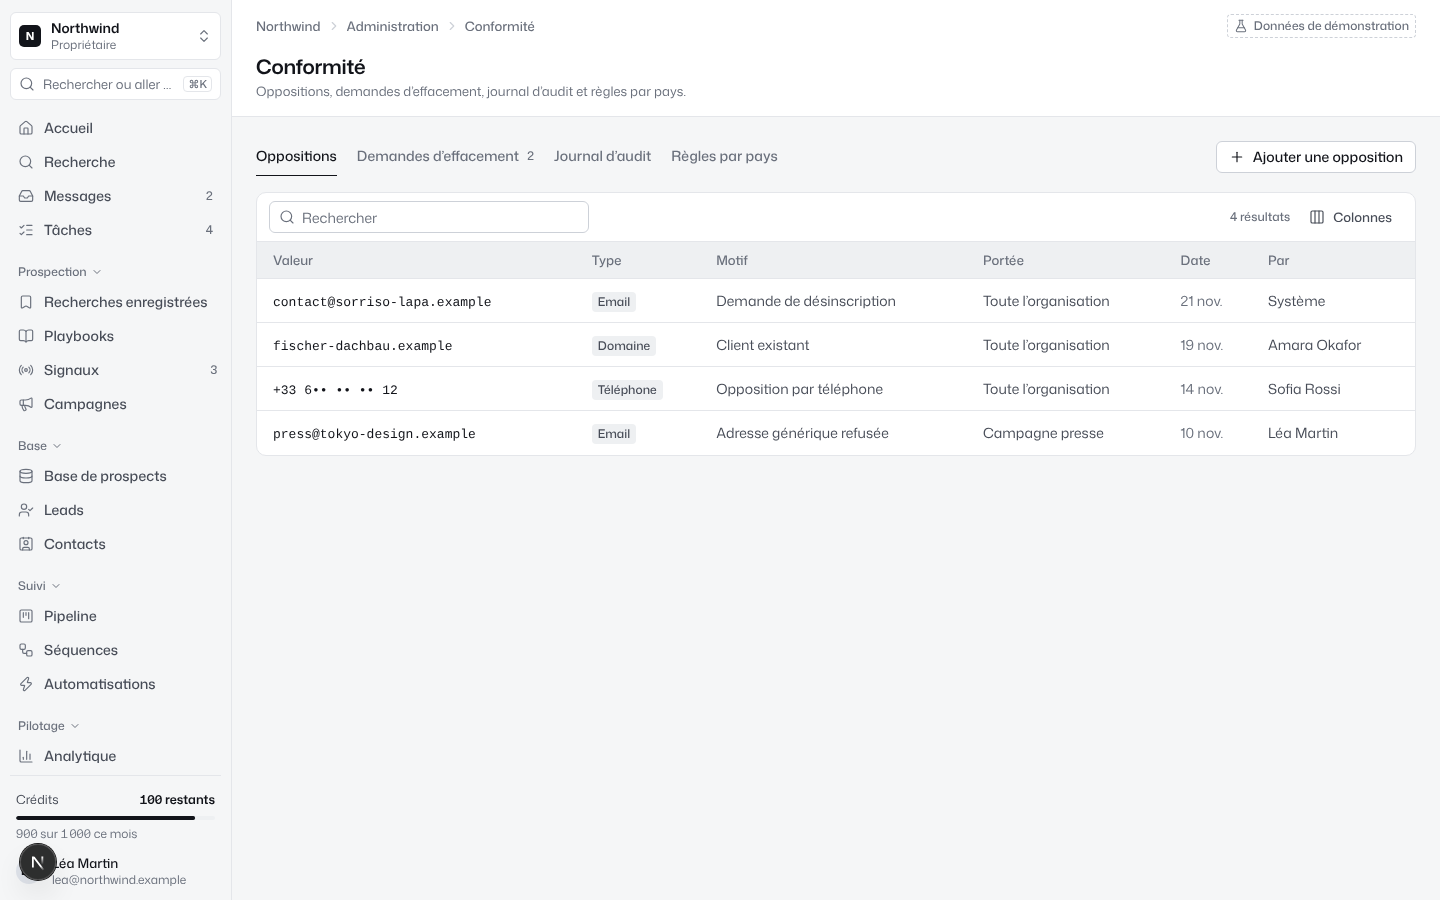 N
Northwind
Propriétaire
Rechercher ou aller ...
⌘K
Accueil
Recherche
Messages 2
Tâches 4
Prospection
Recherches enregistrées
Playbooks
Signaux 3
Campagnes
Base
Base de prospects
Leads
Contacts
Suivi
Pipeline
Séquences
Automatisations
Pilotage
Analytique
Crédits 100 restants
900 sur 1 000 ce mois
N
Léa Martin
lea@northwind.example
Northwind > Administration > Conformité
Données de démonstration
Conformité
Oppositions, demandes d’effacement, journal d’audit et règles par pays.
Oppositions Demandes d’effacement 2 Journal d’audit Règles par pays
Ajouter une opposition
Rechercher
4 résultats Colonnes
Valeur Type Motif Portée Date Par
contact@sorriso-lapa.example Email Demande de désinscription Toute l’organisation 21 nov. Système
fischer-dachbau.example Domaine Client existant Toute l’organisation 19 nov. Amara Okafor
+33 6•• •• •• 12 Téléphone Opposition par téléphone Toute l’organisation 14 nov. Sofia Rossi
press@tokyo-design.example Email Adresse générique refusée Campagne presse 10 nov. Léa Martin